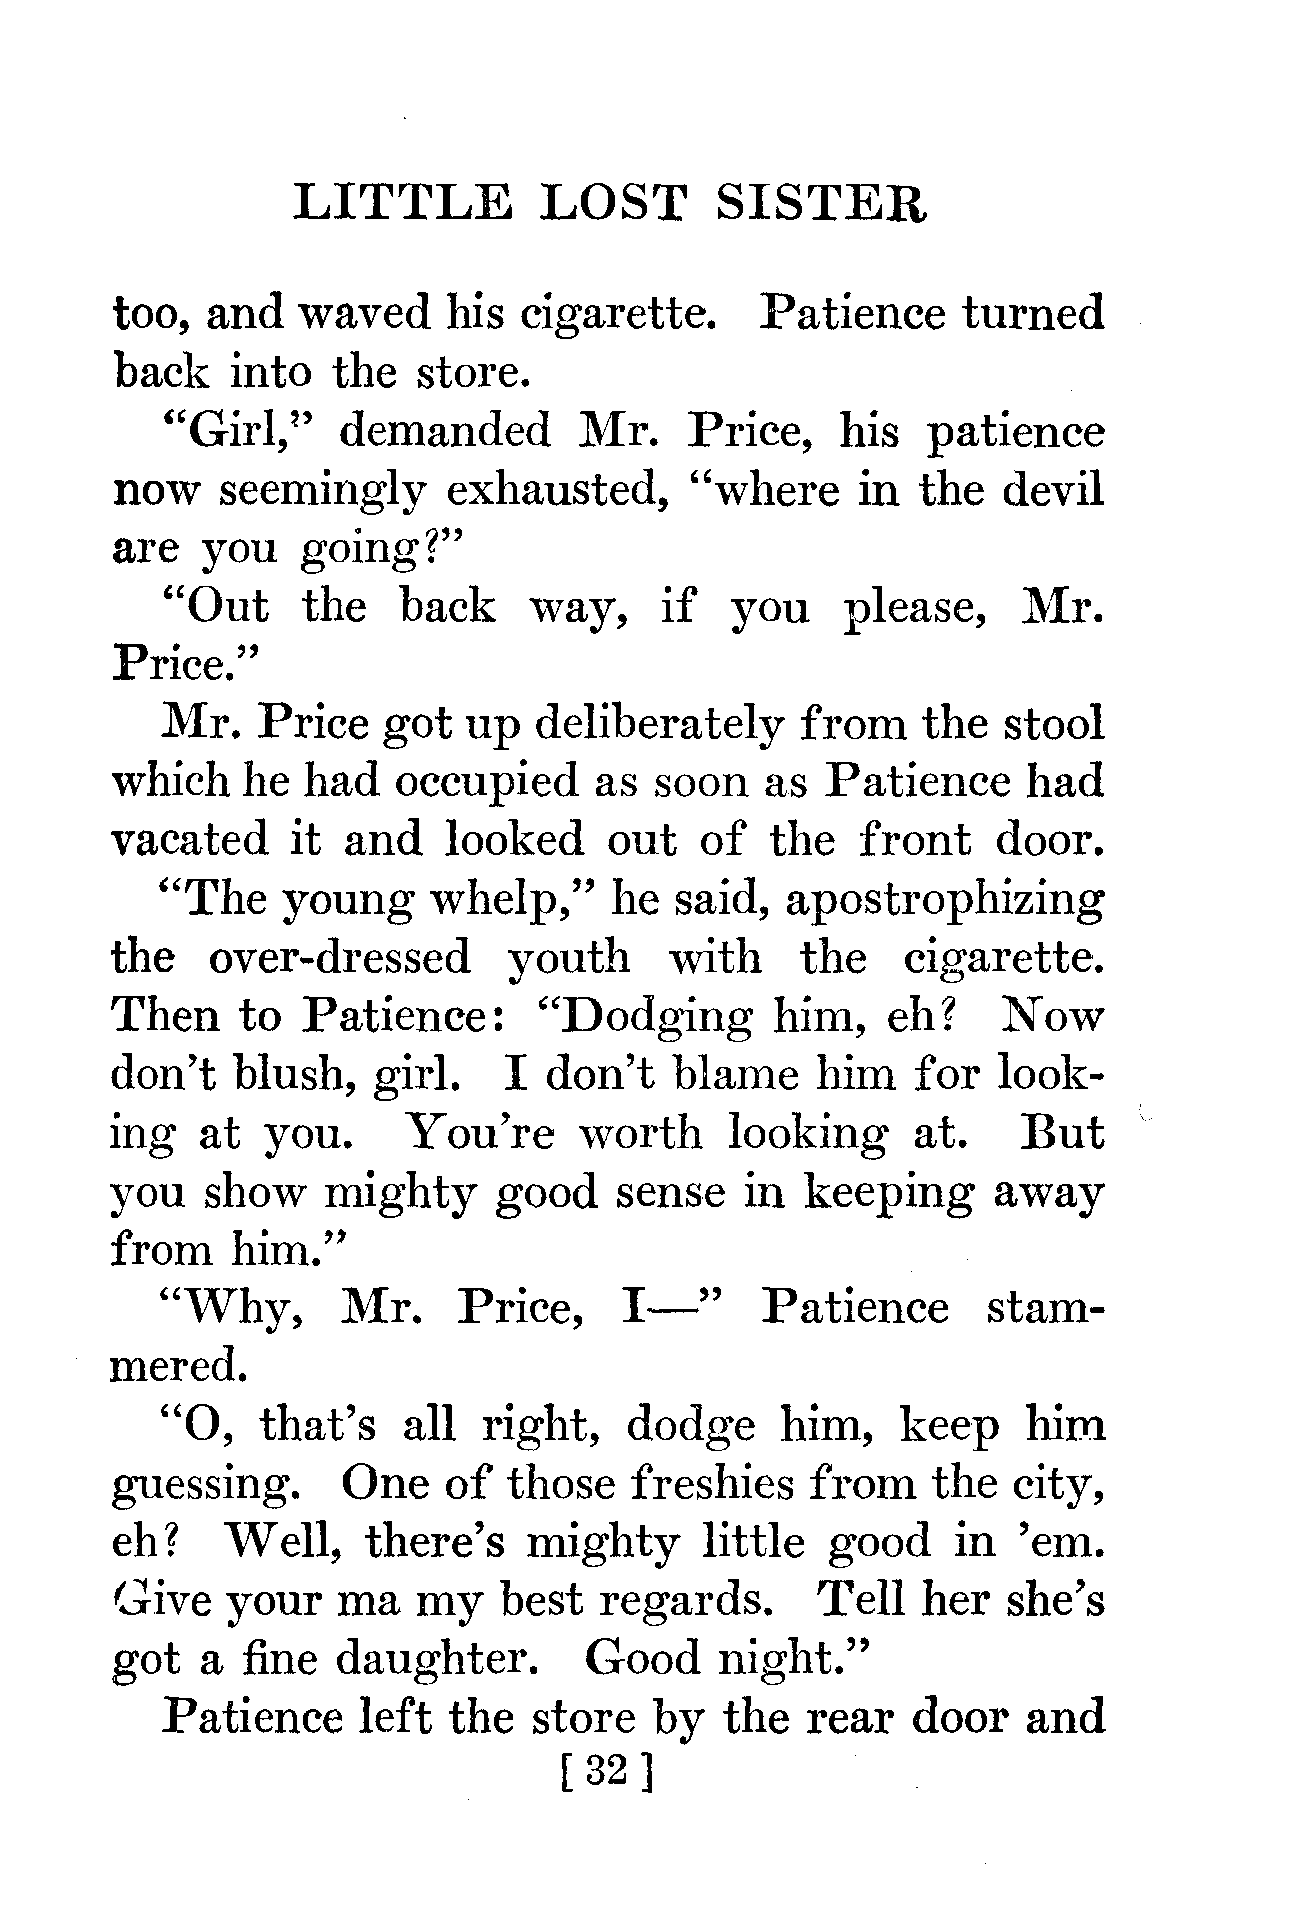 LITTLE LOST SISTER
too, and waved his cigarette. Patience turned
back into the store.
“Girl,” demanded Mr. Price, his patience
now seemingly exhausted, “where in the devil
are you going?”
“Out the back way, if you please, Mr.
Price.”
Mr. Price got up deliberately from the stool
which he had occupied as soon as Patience had
vacated it and looked out of the front door.
“The young whelp,” he said, apostrophizing
the over-dressed youth with the cigarette.
Then to Patience: “Dodging him, eh? Now
don’t blush, girl. I don’t blame him for look-
ing at you. You’re worth looking at. But
you show mighty good sense in keeping away
from him.”
“Why, Mr. Price, I—” Patience stam-
mered.
“O, that’s all right, dodge him, keep him
guessing. One of those freshies from the city,
eh? Well, there’s mighty little good in ’em.
Give your ma my best regards. Tell her she’s
got a fine daughter. Good night.”
Patience left the store by the rear door and
[ 32 ]